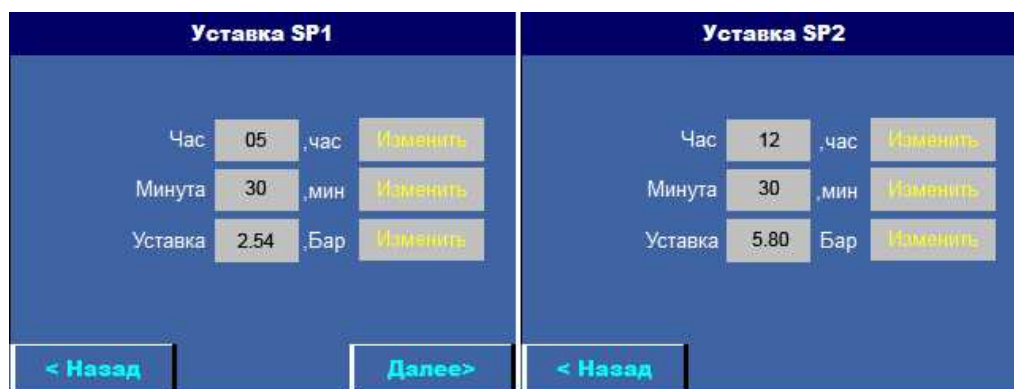 Уставка SP1
Час 05 ,час Изменить
Минута 30 ,мин Изменить
Уставка 2.54 ,Бар Изменить
< Назад Далее>
Уставка SP2
Час 12 ,час Изменить
Минута 30 ,мин Изменить
Уставка 5.80 Бар Изменить
< Назад